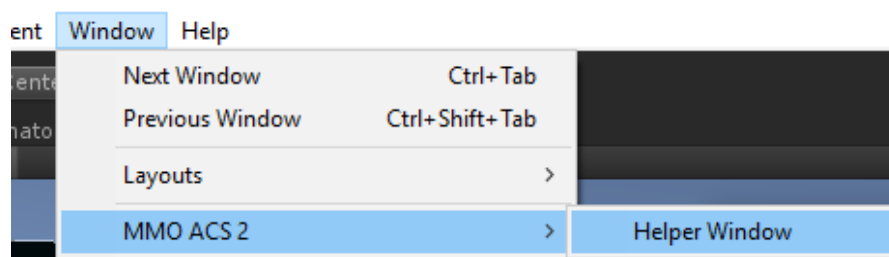 ent Window Help
Next Window Ctrl+Tab
Previous Window Ctrl+Shift+Tab
Layouts >
MMO ACS 2 > Helper Window